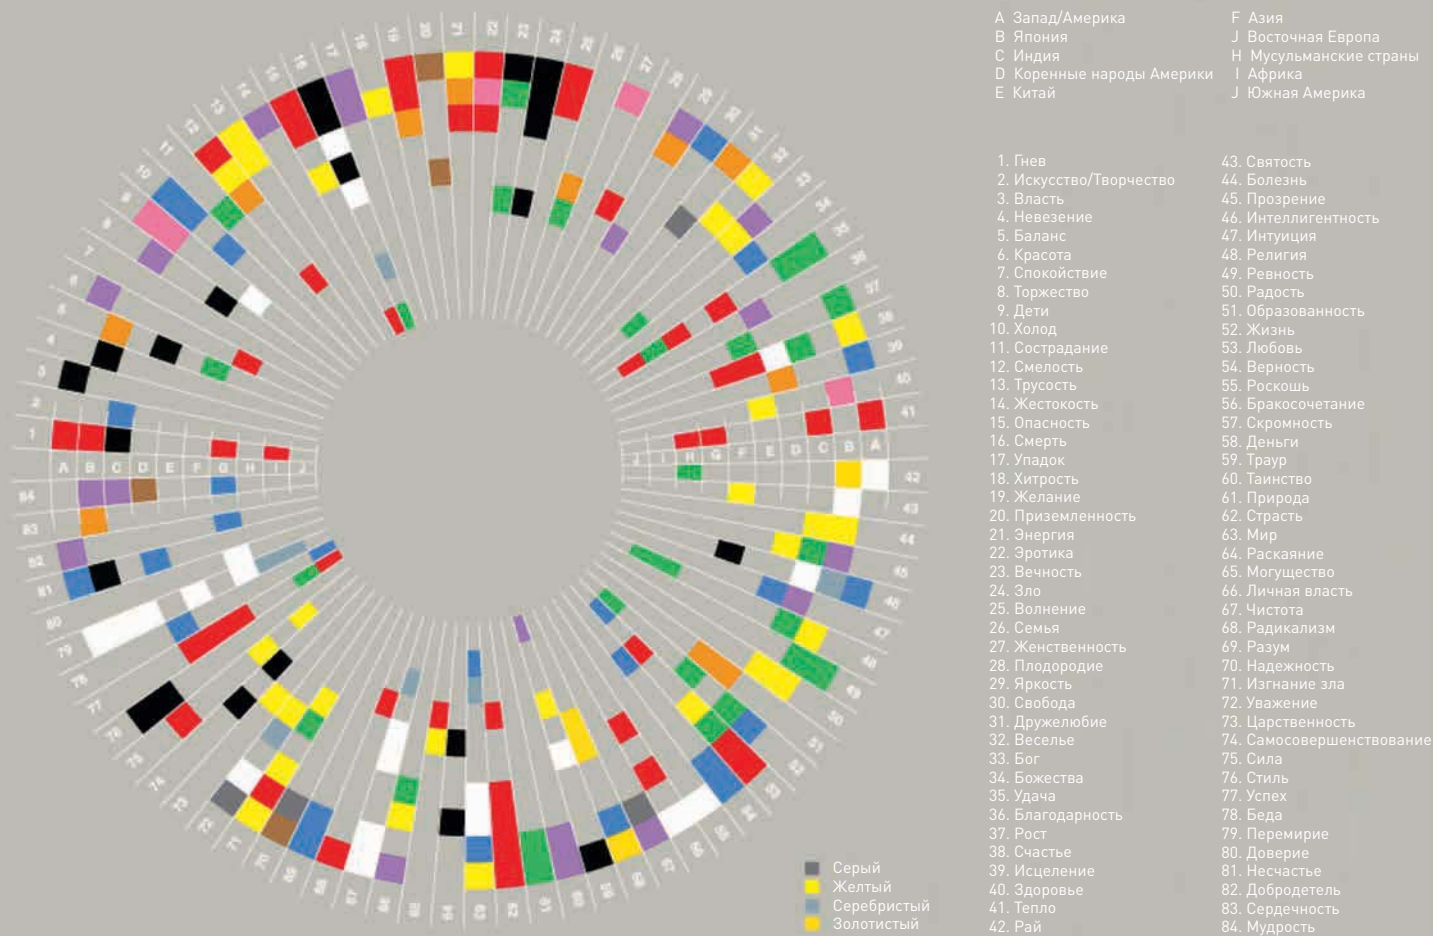 A Запад/Америка
B Япония
C Индия
D Коренные народы Америки
E Китай
F Азия
J Восточная Европа
H Мусульманские страны
I Африка
J Южная Америка
1. Гнев
2. Искусство/Творчество
3. Власть
4. Невезение
5. Баланс
6. Красота
7. Спокойствие
8. Торжество
9. Дети
10. Холод
11. Сострадание
12. Смелость
13. Трусость
14. Жестокость
15. Опасность
16. Смерть
17. Упадок
18. Хитрость
19. Желание
20. Приземленность
21. Энергия
22. Эротика
23. Вечность
24. Зло
25. Волнение
26. Семья
27. Женственность
28. Плодородие
29. Яркость
30. Свобода
31. Дружелюбие
32. Веселье
33. Бог
34. Божества
35. Удача
36. Благодарность
37. Рост
38. Счастье
39. Исцеление
40. Здоровье
41. Тепло
42. Рай
43. Святость
44. Болезнь
45. Прозрение
46. Интеллигентность
47. Интуиция
48. Религия
49. Ревность
50. Радость
51. Образованность
52. Жизнь
53. Любовь
54. Верность
55. Роскошь
56. Бракосочетание
57. Скромность
58. Деньги
59. Траур
60. Таинство
61. Природа
62. Страсть
63. Мир
64. Раскаяние
65. Могущество
66. Личная власть
67. Чистота
68. Радикализм
69. Разум
70. Надежность
71. Изгнание зла
72. Уважение
73. Царственность
74. Самосовершенствование
75. Сила
76. Стиль
77. Успех
78. Беда
79. Перемирие
80. Доверие
81. Несчастье
82. Добродетель
83. Сердечность
84. Мудрость
Серый
Желтый
Серебристый
Золотистый
A B C D E F G H I J
J I H G F E D C B A